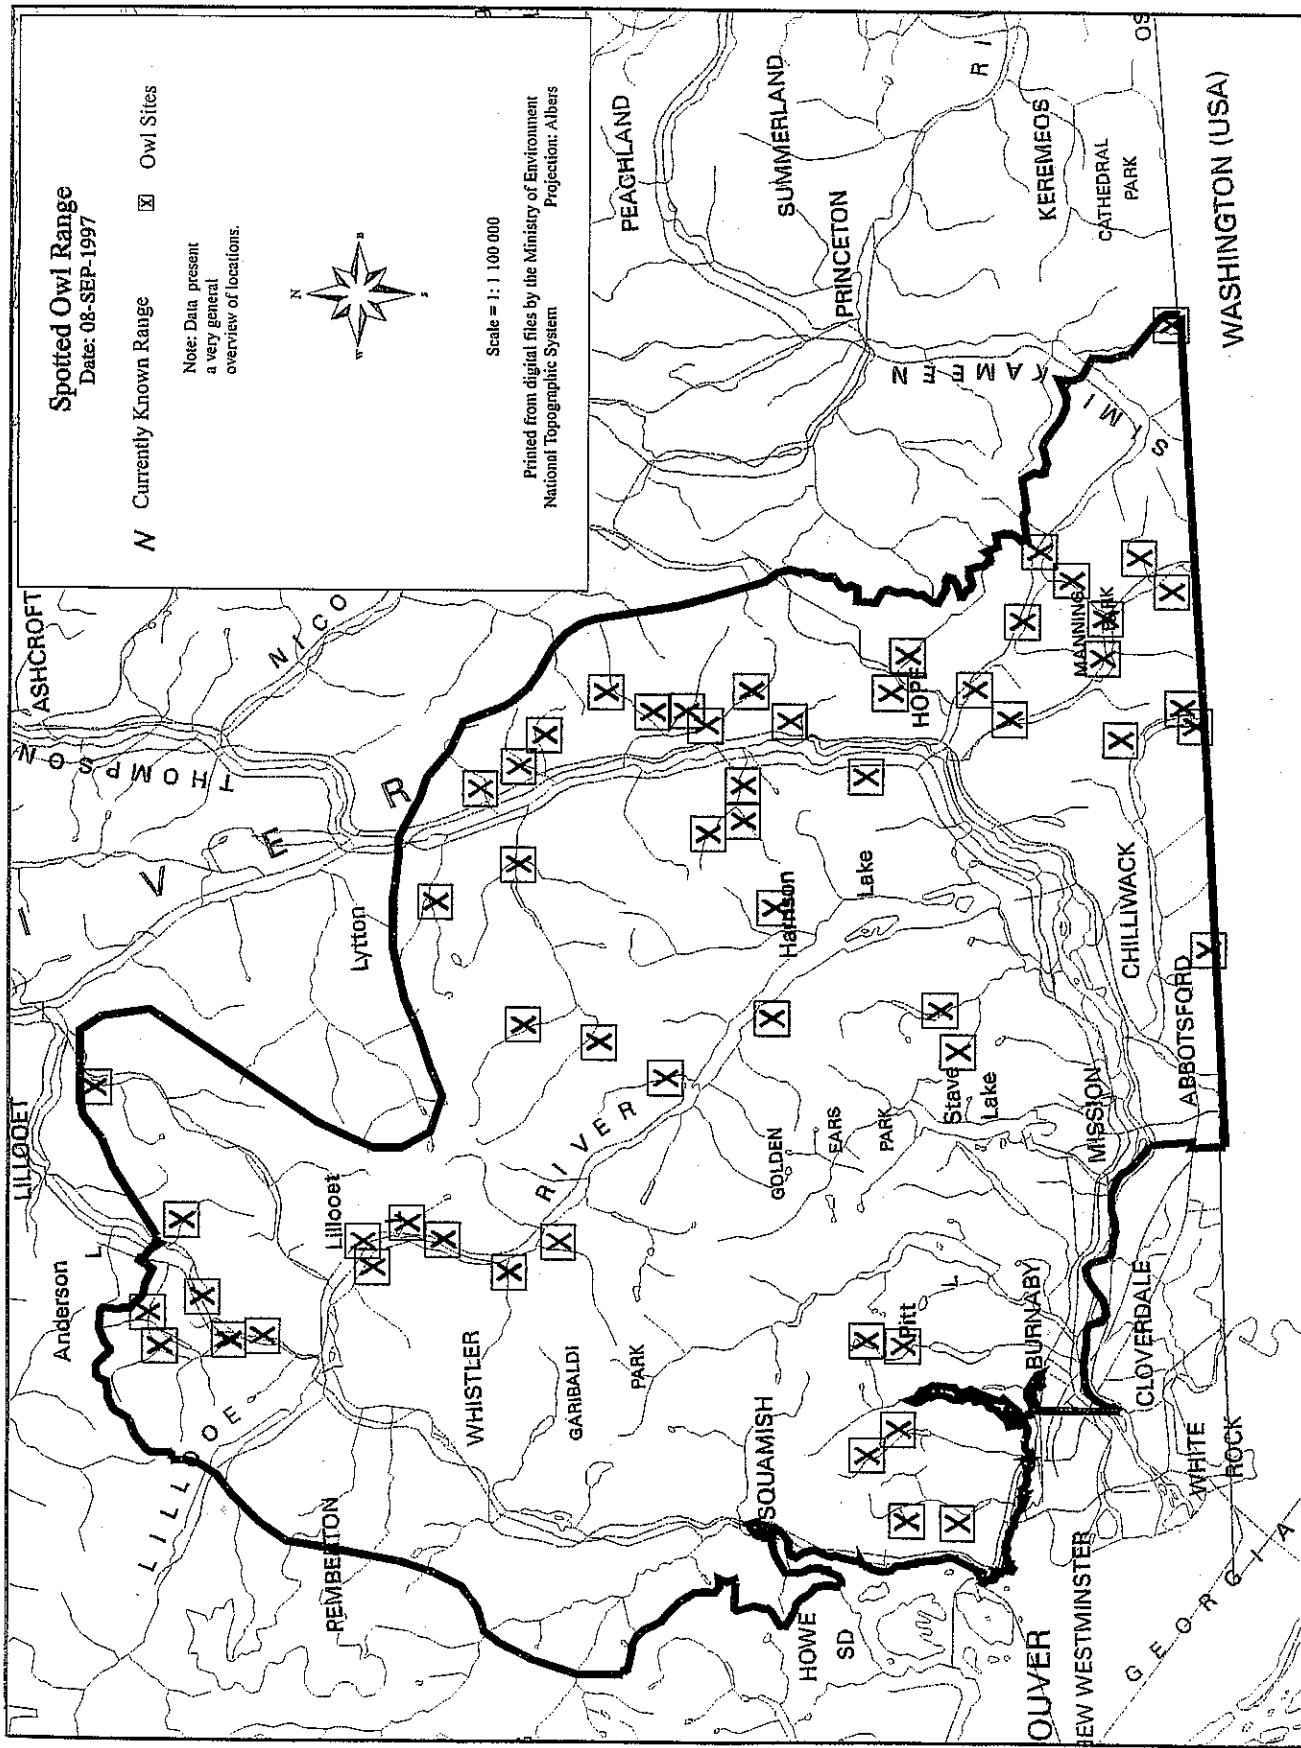 Spotted Owl Range
Date: 08-SEP-1997
N Currently Known Range
X Owl Sites
Note: Data present
a very general
overview of locations.
N
W
E
S
Scale = 1: 1 100 000
Printed from digital files by the Ministry of Environment
National Topographic System
Projection: Albers
LILLOOET
ASHCROFT
THOMPSON
NICO
Anderson
L
LILLOOE
IVER
Lytton
Lillooet
PEMBERTON
WHISTLER
GARIBALDI
PARK
RIVER
PEACHLAND
SUMMERLAND
PRINCETON
RI
KEREMEOS
CATHEDRAL
PARK
OS
SIMILKAMEEN
SQUAMISH
HOWE
SD
GOLDEN
EARS
PARK
Harrison
Lake
HOPE
MANNING
PARK
Stave
Lake
Pitt
L
BURNABY
MISSION
CHILLIWACK
ABBOTSFORD
CLOVERDALE
WHITE
ROCK
OUVER
NEW WESTMINSTER
GEORGIA
WASHINGTON (USA)